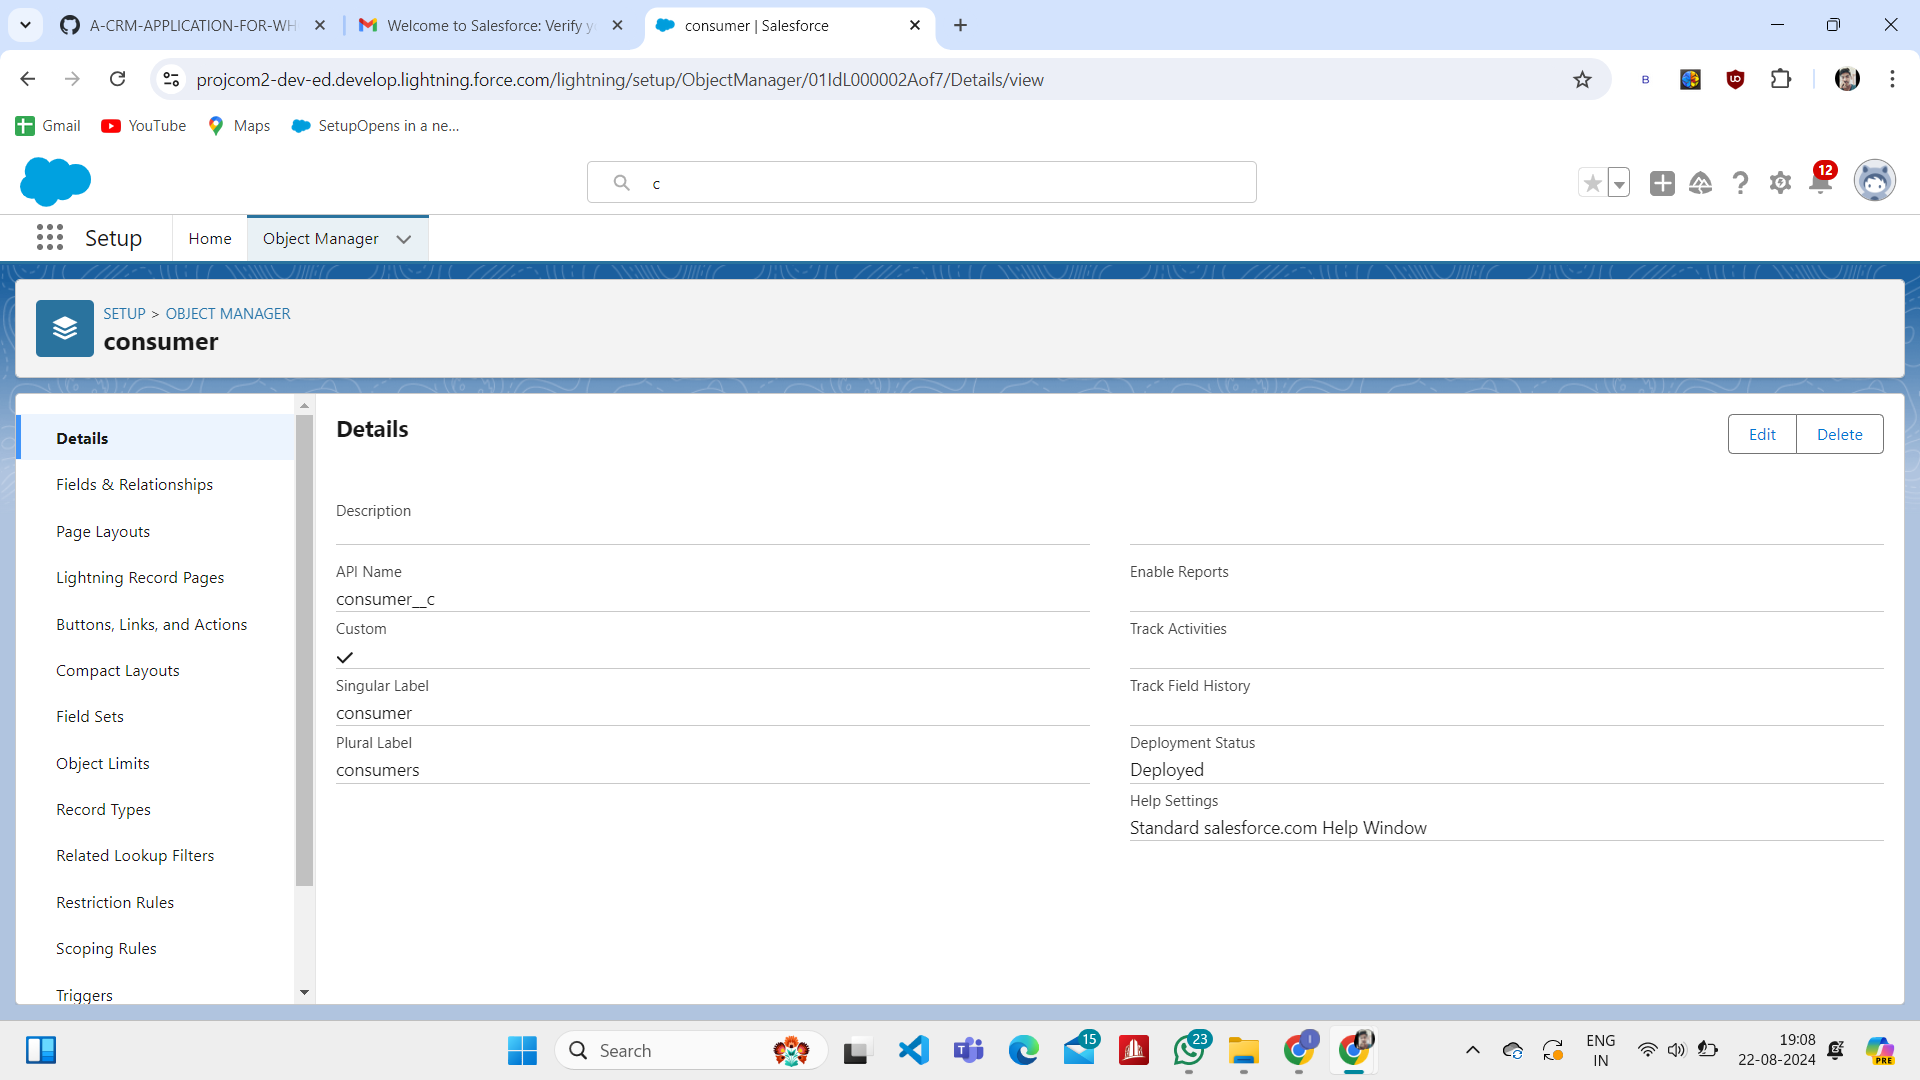 A-CRM-APPLICATION-FOR-WH
Welcome to Salesforce: Verify y
consumer | Salesforce
projcom2-dev-ed.develop.lightning.force.com/lightning/setup/ObjectManager/01IdL000002Aof7/Details/view
B
Gmail
YouTube
Maps
SetupOpens in a ne...
c
12
Setup
Home
Object Manager
SETUP > OBJECT MANAGER
consumer
Details
Fields & Relationships
Page Layouts
Lightning Record Pages
Buttons, Links, and Actions
Compact Layouts
Field Sets
Object Limits
Record Types
Related Lookup Filters
Restriction Rules
Scoping Rules
Triggers
Details
Edit
Delete
Description
API Name
consumer__c
Custom
Singular Label
consumer
Plural Label
consumers
Enable Reports
Track Activities
Track Field History
Deployment Status
Deployed
Help Settings
Standard salesforce.com Help Window
Search
15
23
ENG
IN
19:08
22-08-2024
PRE